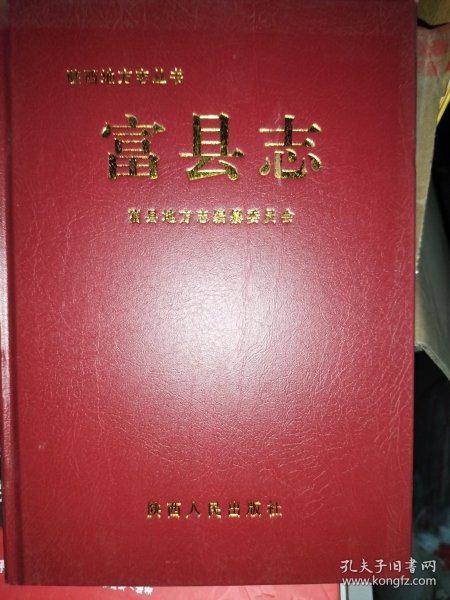 陕西地方志丛书
富县志
富县地方志编纂委员会
陕西人民出版社
孔夫子旧书网
www.kongfz.com